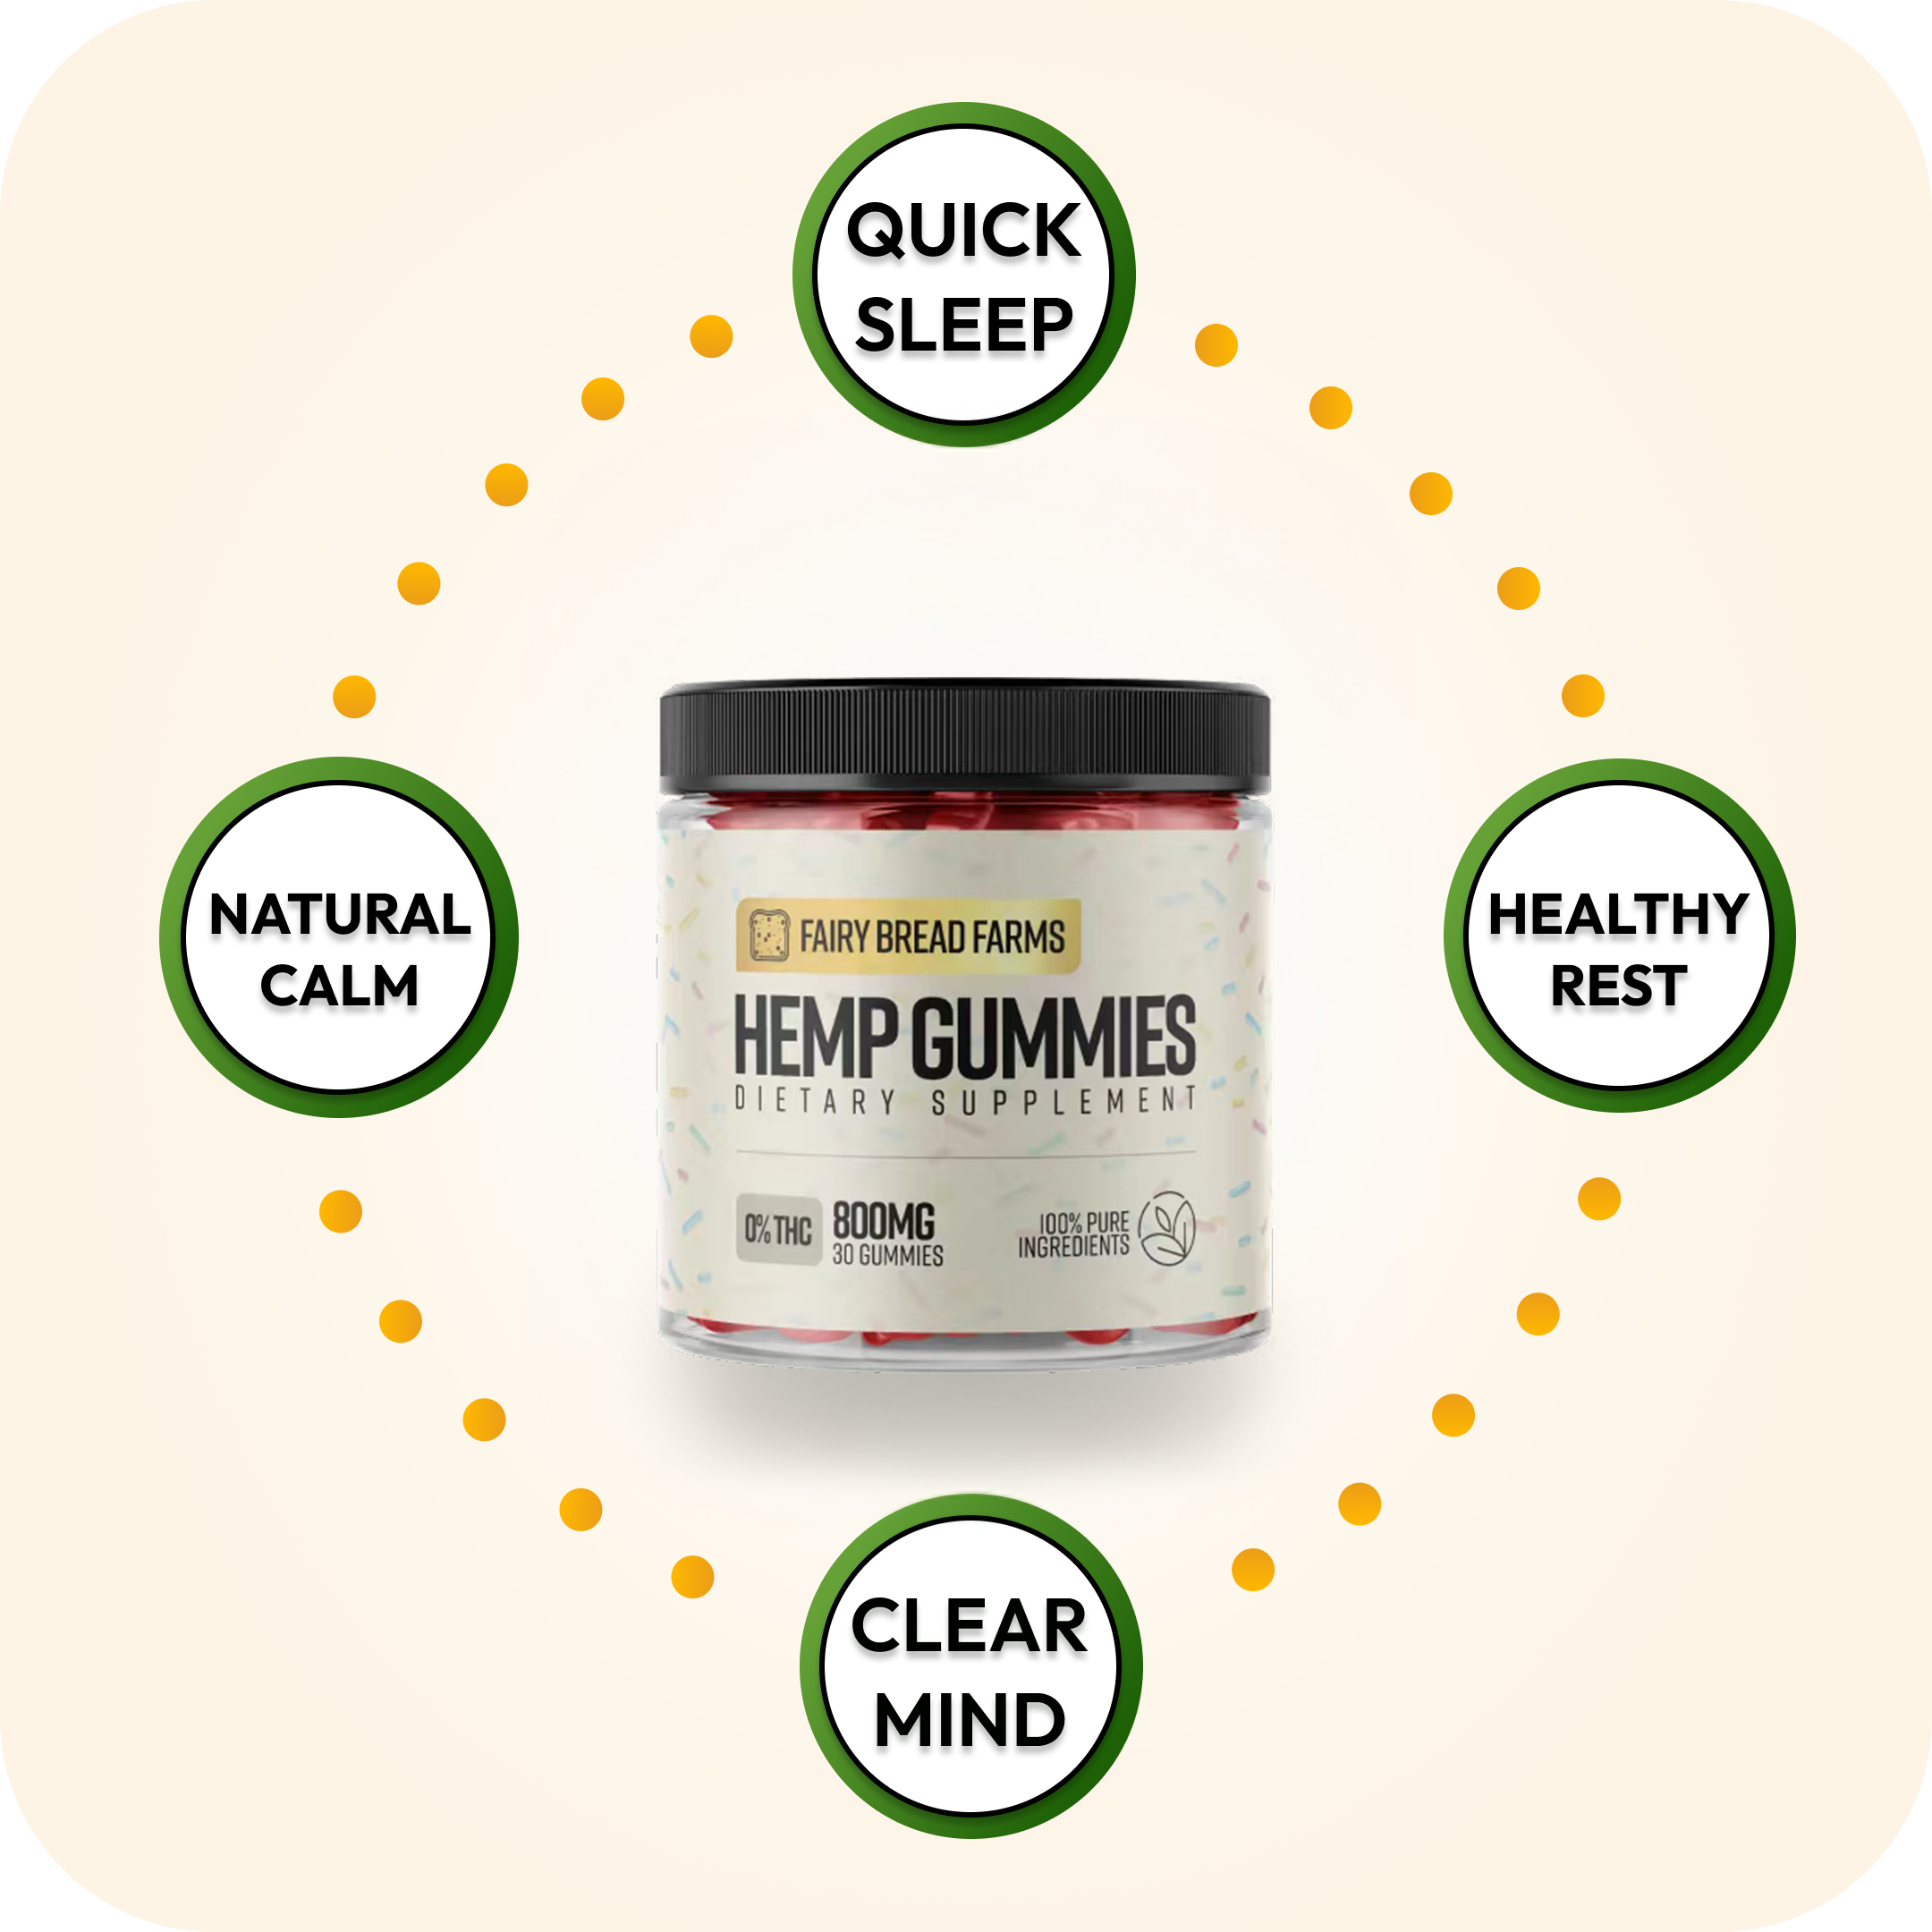 QUICK
SLEEP
NATURAL
CALM
HEALTHY
REST
FAIRY BREAD FARMS
HEMP GUMMIES
DIETARY SUPPLEMENT
0% THC
800MG
30 GUMMIES
100% PURE
INGREDIENTS
CLEAR
MIND